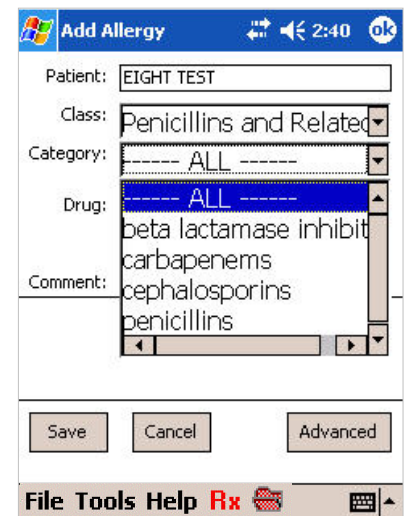 Add Allergy 2:40 ok
Patient: EIGHT TEST
Class: Penicillins and Related
Category: ------ ALL ------
Drug: ------ ALL ------
beta lactamase inhibit
carbapenems
Comment: cephalosporins
penicillins
Save Cancel Advanced
File Tools Help Rx